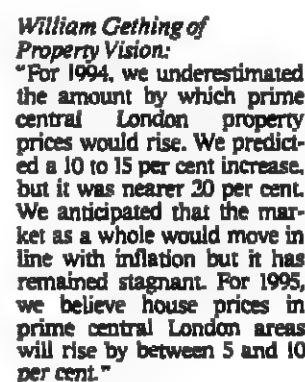 William Gething of
Property Vision:
"For 1994, we underestimated
the amount by which prime
central London property
prices would rise. We predict-
ed a 10 to 15 per cent increase,
but it was nearer 20 per cent.
We anticipated that the mar-
ket as a whole would move in
line with inflation but it has
remained stagnant. For 1995,
we believe house prices in
prime central London areas
will rise by between 5 and 10
per cent."